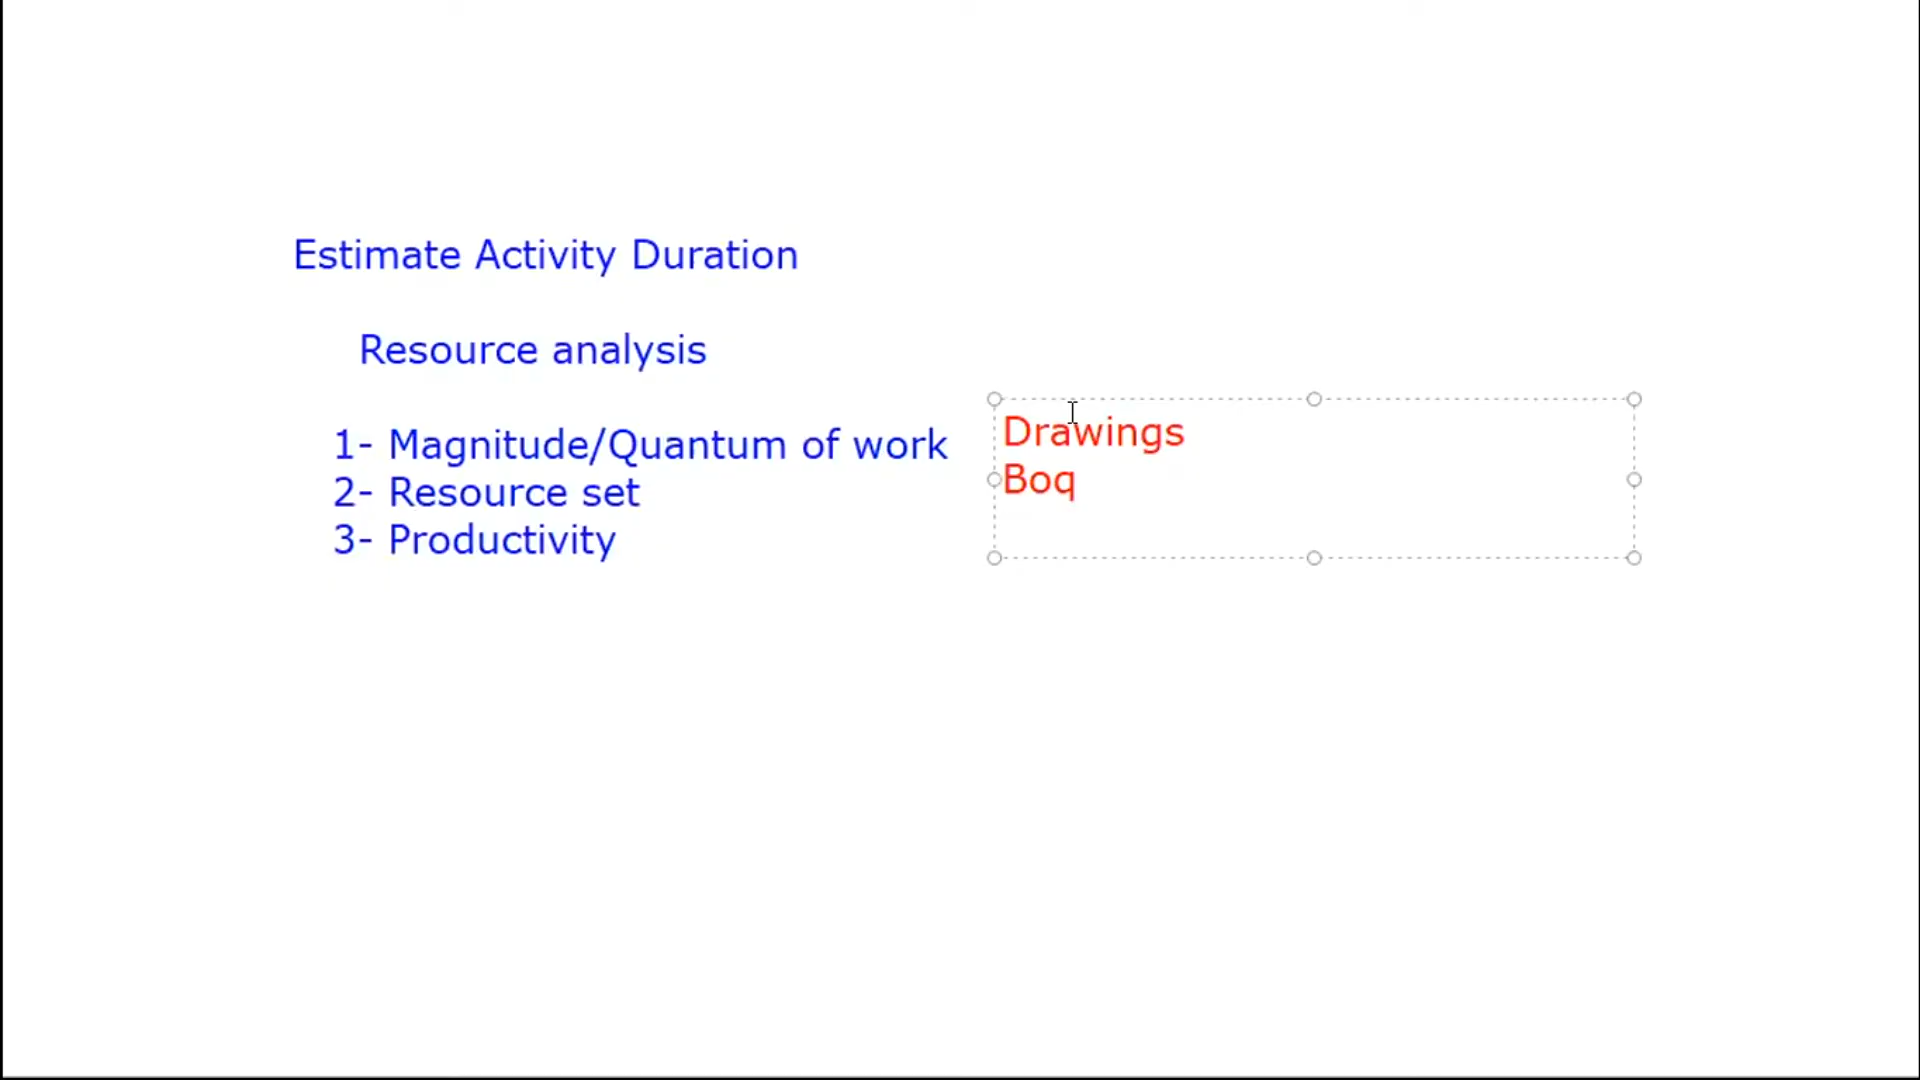 Estimate Activity Duration
Resource analysis
1- Magnitude/Quantum of work
2- Resource set
3- Productivity
Drawings
Boq